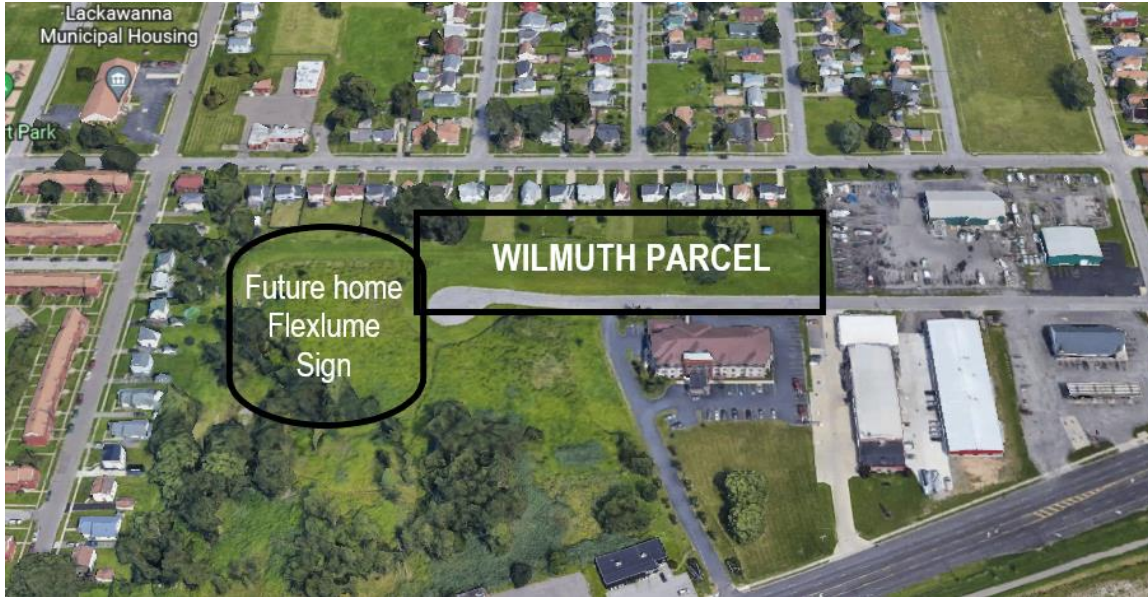 Lackawanna
Municipal Housing
t Park
WILMUTH PARCEL
Future home
Flexlume
Sign